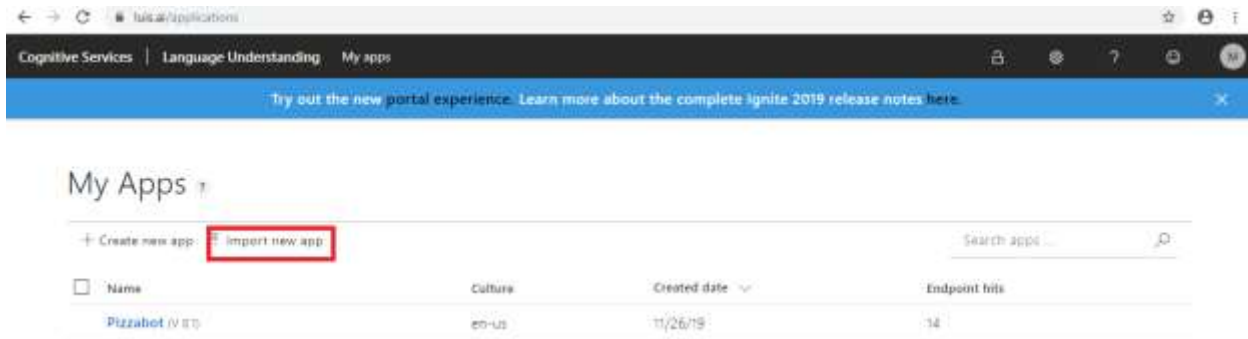 luis.ai/applications
Cognitive Services | Language Understanding My apps ?
Try out the new portal experience. Learn more about the complete Ignite 2019 release notes here.
My Apps ?
+ Create new app Import new app Search apps ...
Name Culture Created date Endpoint hits
Pizzabot en-us 11/26/19 14